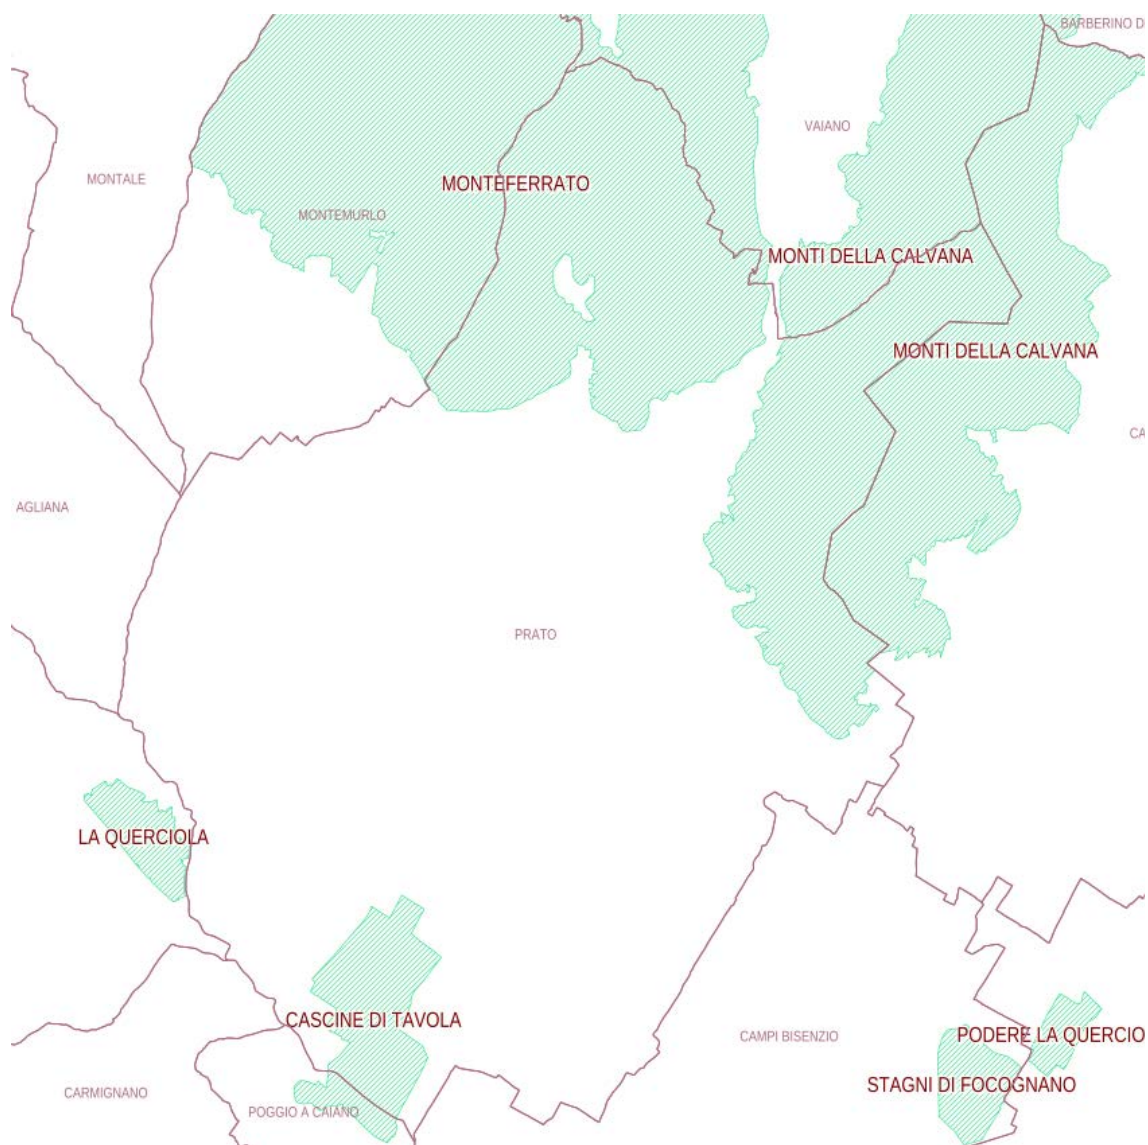 BARBERINO D
VAIANO
MONTALE
MONTEFERRATO
MONTEMURLO
MONTI DELLA CALVANA
MONTI DELLA CALVANA
CA
AGLIANA
PRATO
LA QUERCIOLA
CASCINE DI TAVOLA
CAMPI BISENZIO
PODERE LA QUERCIO
STAGNI DI FOCOGNANO
CARMIGNANO
POGGIO A CAIANO